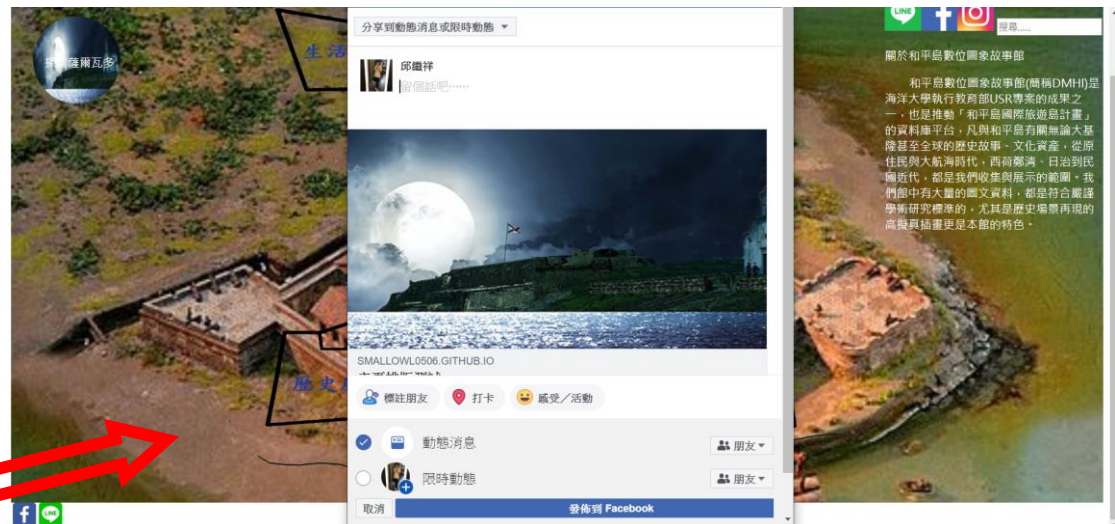 薩爾瓦多
生活
歷史
分享到動態消息或限時動態
邱繼祥
留個話吧……
SMALLOWL0506.GITHUB.IO
標註朋友
打卡
感受／活動
動態消息
朋友
限時動態
朋友
取消
發佈到 Facebook
LINE
搜尋.....
關於和平島數位圖象故事館
和平島數位圖象故事館(簡稱DMHI)是
海洋大學執行教育部USR專案的成果之
一，也是推動「和平島國際旅遊島計畫」
的資料庫平台，凡與和平島有關無論大基
隆甚至全球的歷史故事、文化資產，從原
住民與大航海時代，西荷鄭清、日治到民
國近代，都是我們收集與展示的範圍。我
們館中有大量的圖文資料，都是符合嚴謹
學術研究標準的，尤其是歷史場景再現的
高擬真插畫更是本館的特色。